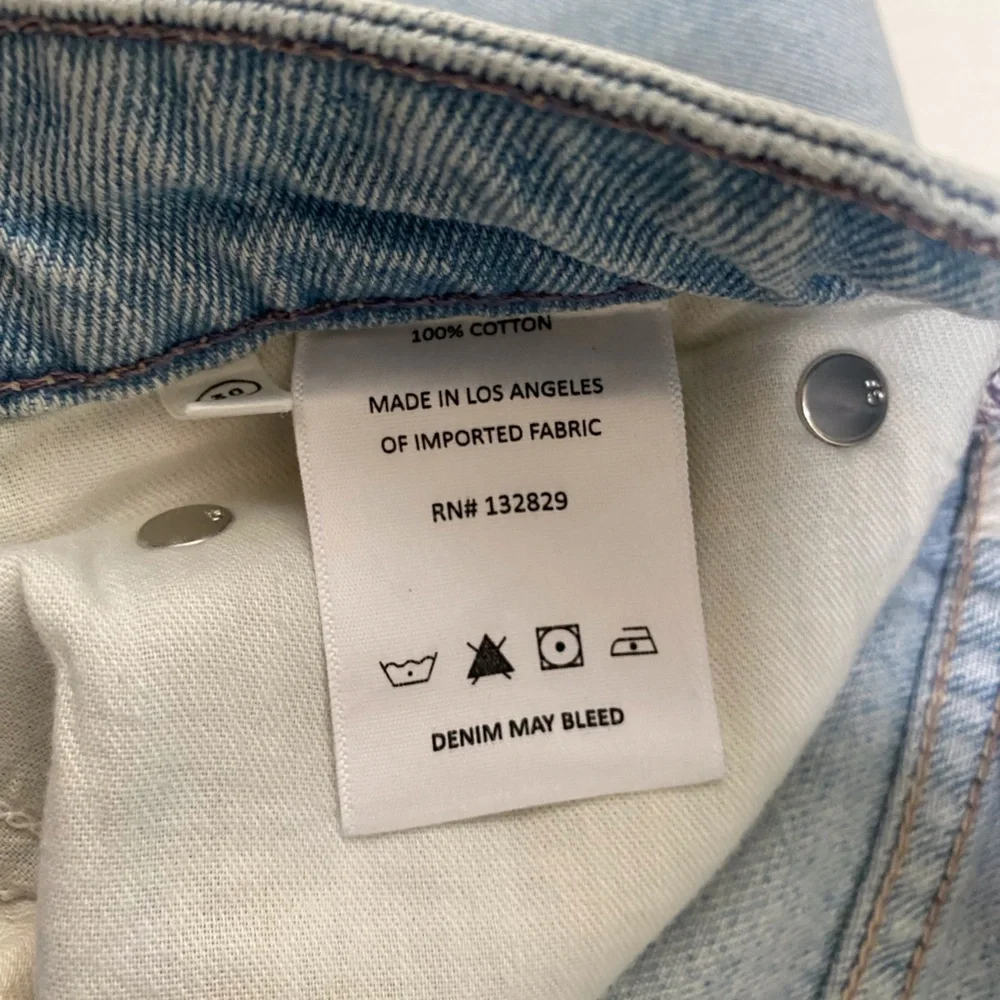 100% COTTON
MADE IN LOS ANGELES
OF IMPORTED FABRIC
RN# 132829
DENIM MAY BLEED